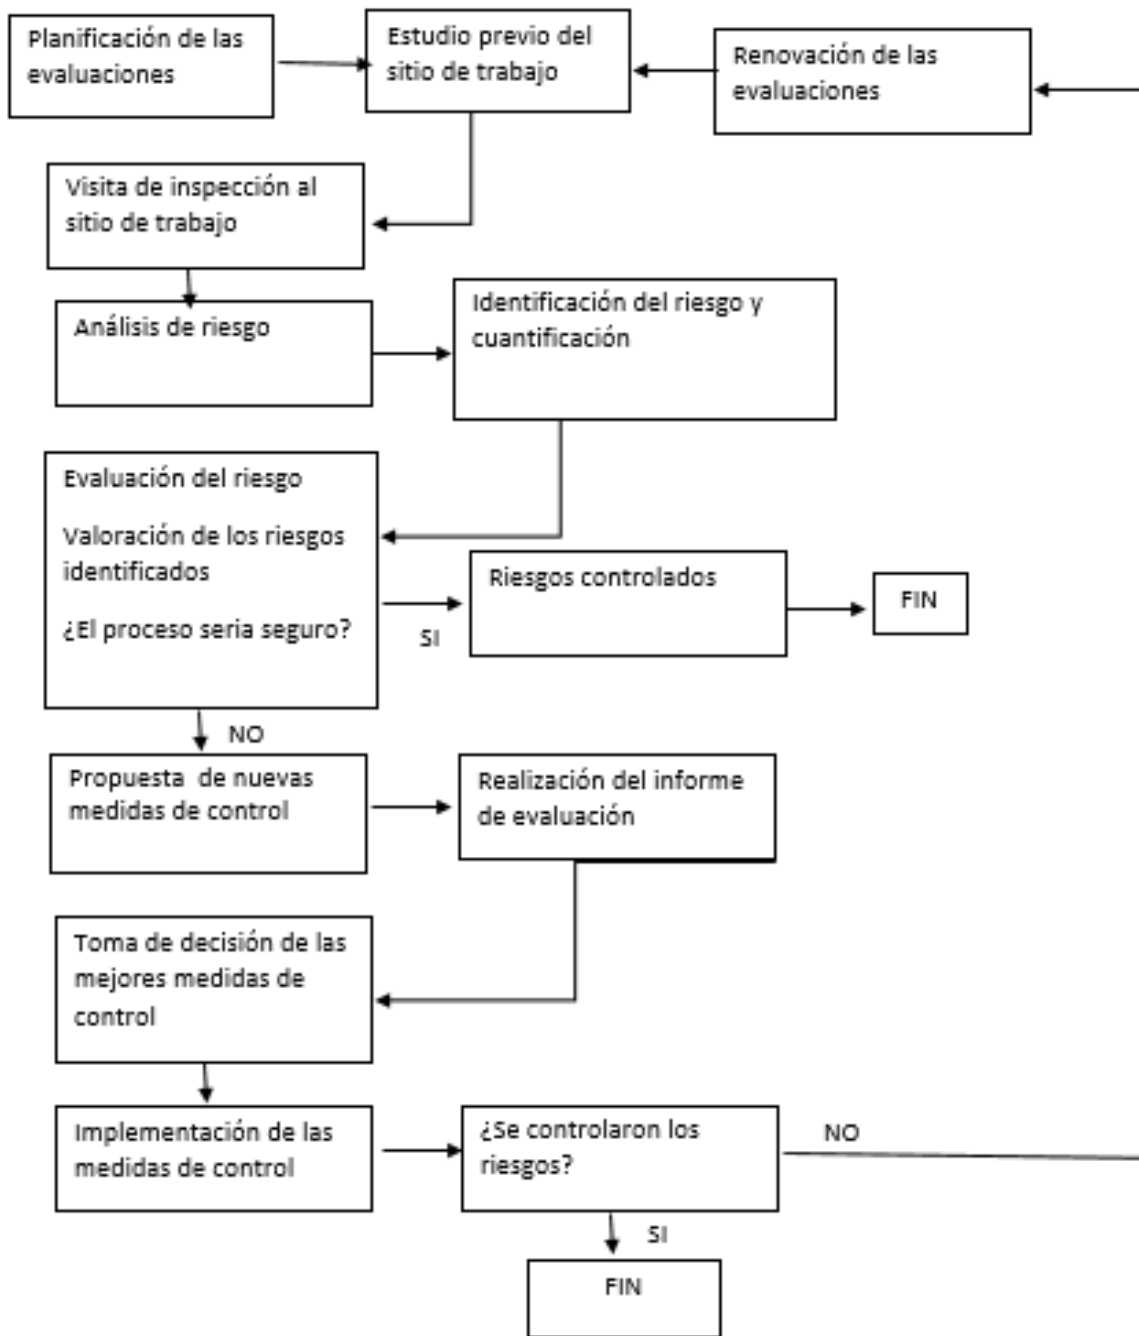 Planificación de las
evaluaciones
Estudio previo del
sitio de trabajo
Renovación de las
evaluaciones
Visita de inspección al
sitio de trabajo
Análisis de riesgo
Identificación del riesgo y
cuantificación
Evaluación del riesgo
Valoración de los riesgos
identificados
¿El proceso seria seguro?
SI
Riesgos controlados
FIN
NO
Propuesta de nuevas
medidas de control
Realización del informe
de evaluación
Toma de decisión de las
mejores medidas de
control
Implementación de las
medidas de control
¿Se controlaron los
riesgos?
NO
SI
FIN